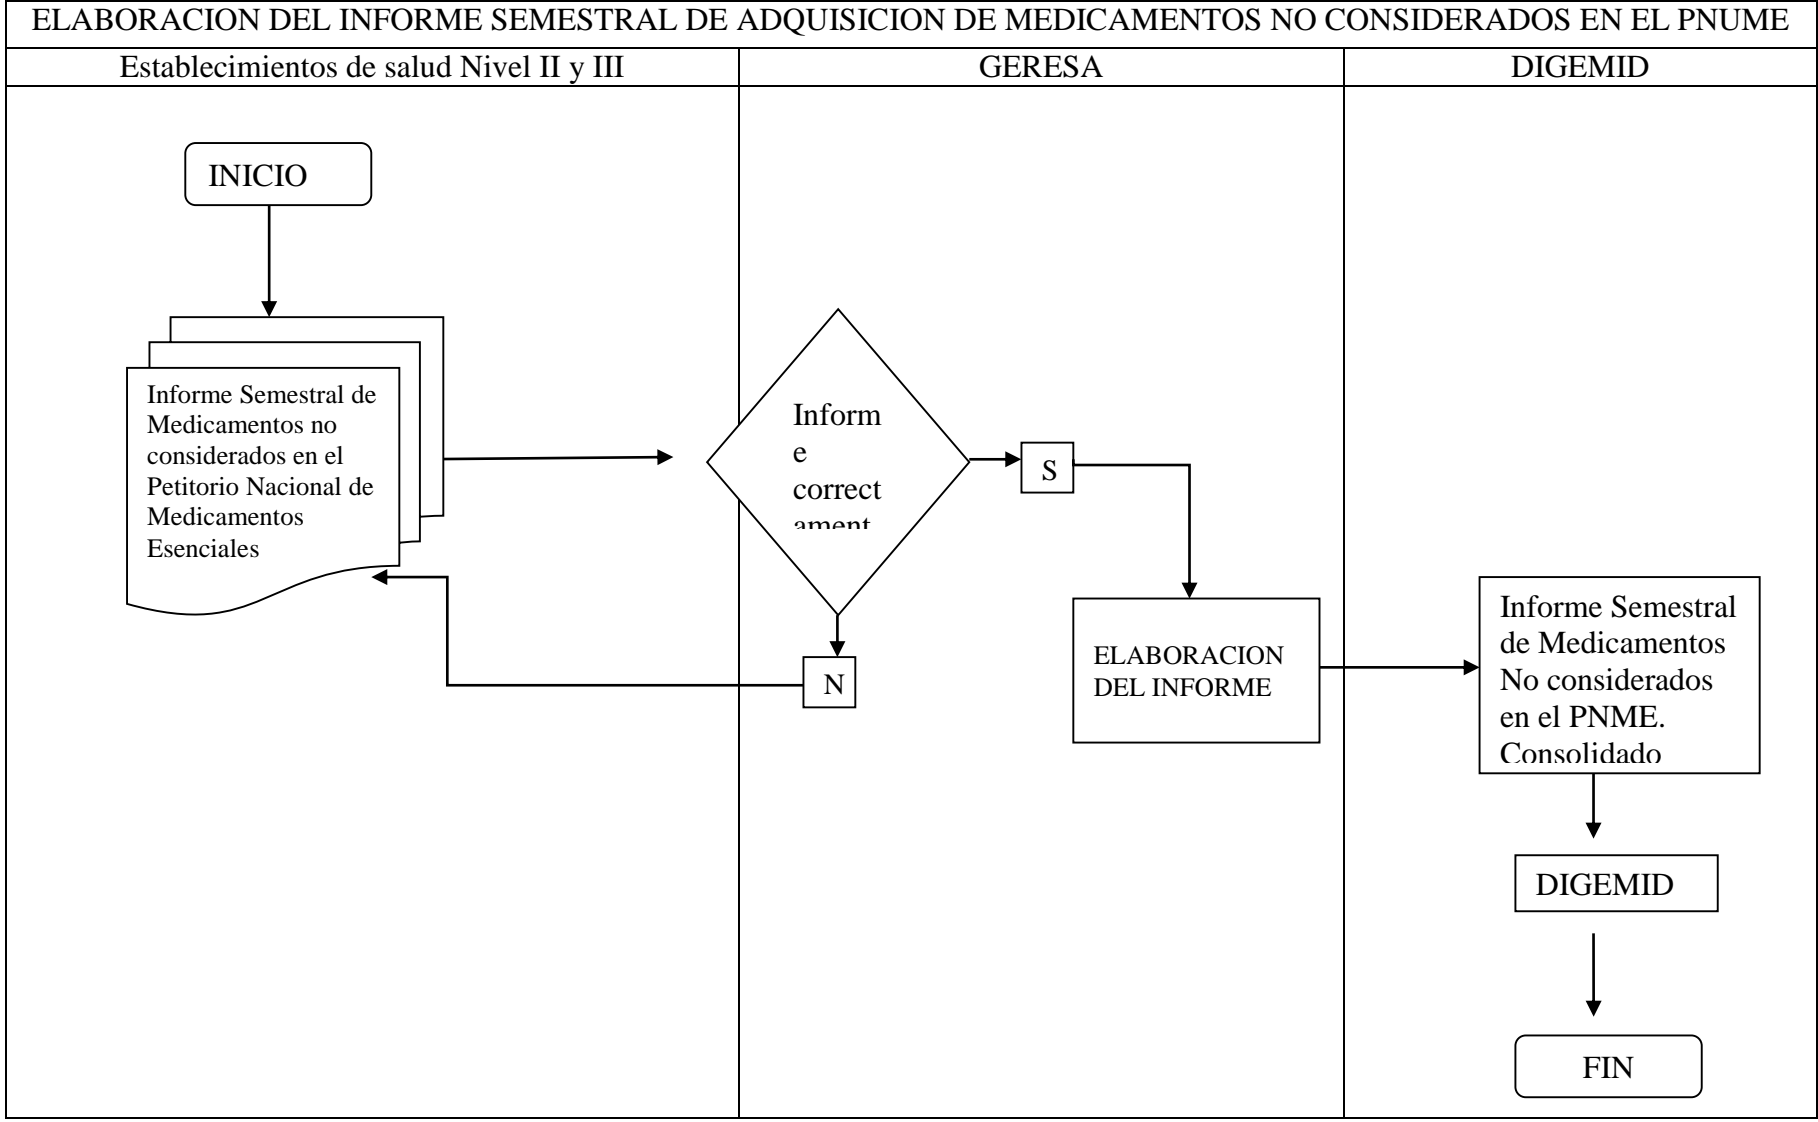 ELABORACION DEL INFORME SEMESTRAL DE ADQUISICION DE MEDICAMENTOS NO CONSIDERADOS EN EL PNUME
Establecimientos de salud Nivel II y III
GERESA
DIGEMID
INICIO
Informe Semestral de
Medicamentos no
considerados en el
Petitorio Nacional de
Medicamentos
Esenciales
Inform
e
correct
ament
S
N
ELABORACION
DEL INFORME
Informe Semestral
de Medicamentos
No considerados
en el PNME.
Consolidado
DIGEMID
FIN